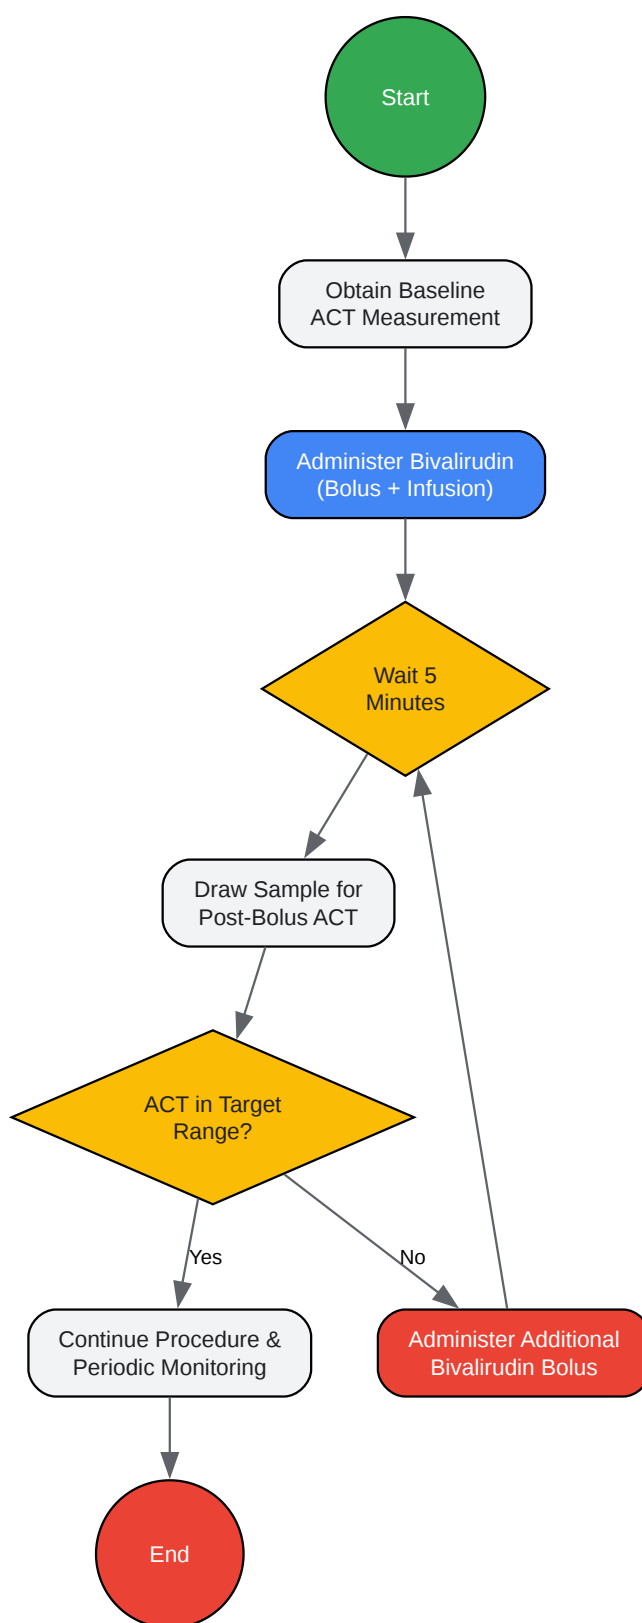 Start
Obtain Baseline
ACT Measurement
Administer Bivalirudin
(Bolus + Infusion)
Wait 5
Minutes
Draw Sample for
Post-Bolus ACT
ACT in Target
Range?
Yes
No
Continue Procedure &
Periodic Monitoring
Administer Additional
Bivalirudin Bolus
End